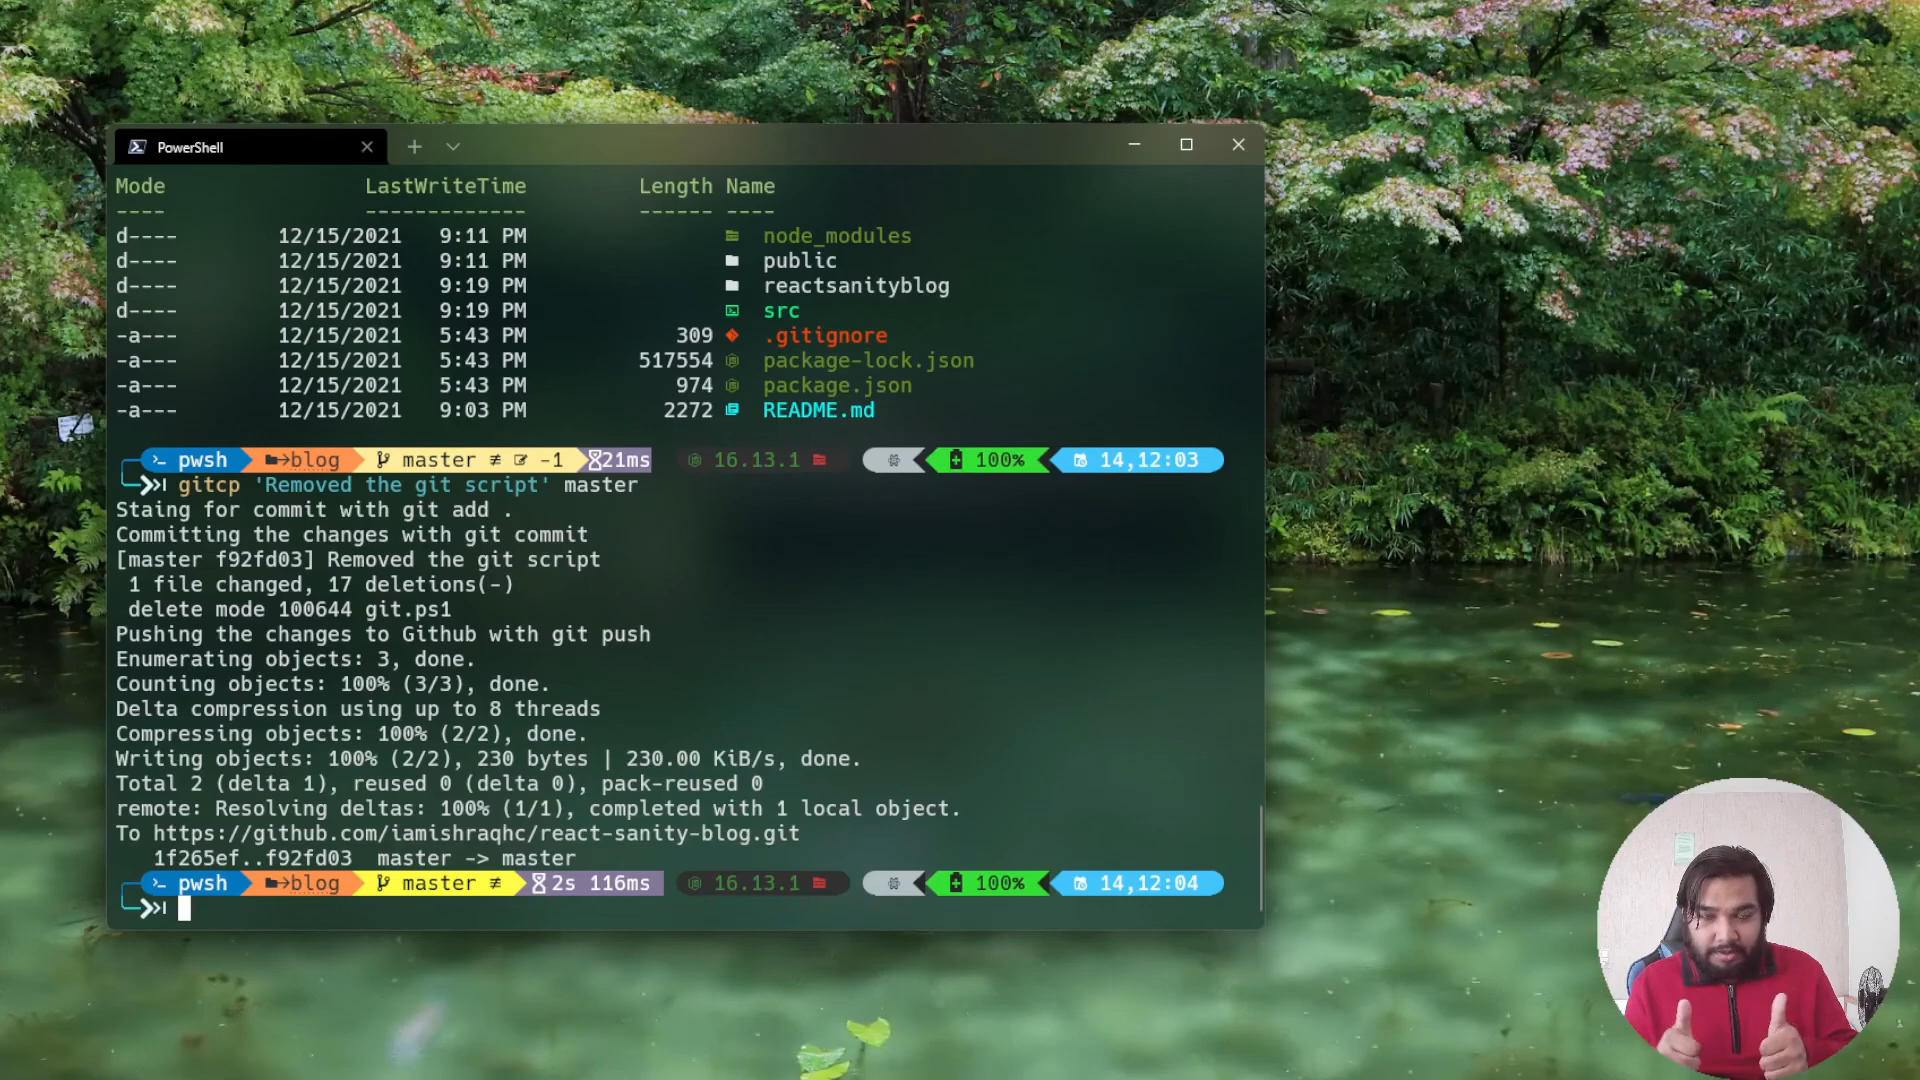 PowerShell
Mode LastWriteTime Length Name
---- ------------- ------ ----
d---- 12/15/2021 9:11 PM node_modules
d---- 12/15/2021 9:11 PM public
d---- 12/15/2021 9:19 PM reactsanityblog
d---- 12/15/2021 9:19 PM src
-a--- 12/15/2021 5:43 PM 309 .gitignore
-a--- 12/15/2021 5:43 PM 517554 package-lock.json
-a--- 12/15/2021 5:43 PM 974 package.json
-a--- 12/15/2021 9:03 PM 2272 README.md
pwsh blog master ≢ -1 21ms 16.13.1 100% 14,12:03
gitcp 'Removed the git script' master
Staing for commit with git add .
Committing the changes with git commit
[master f92fd03] Removed the git script
1 file changed, 17 deletions(-)
delete mode 100644 git.ps1
Pushing the changes to Github with git push
Enumerating objects: 3, done.
Counting objects: 100% (3/3), done.
Delta compression using up to 8 threads
Compressing objects: 100% (2/2), done.
Writing objects: 100% (2/2), 230 bytes | 230.00 KiB/s, done.
Total 2 (delta 1), reused 0 (delta 0), pack-reused 0
remote: Resolving deltas: 100% (1/1), completed with 1 local object.
To https://github.com/iamishraqhc/react-sanity-blog.git
1f265ef..f92fd03 master -> master
pwsh blog master ≢ 2s 116ms 16.13.1 100% 14,12:04